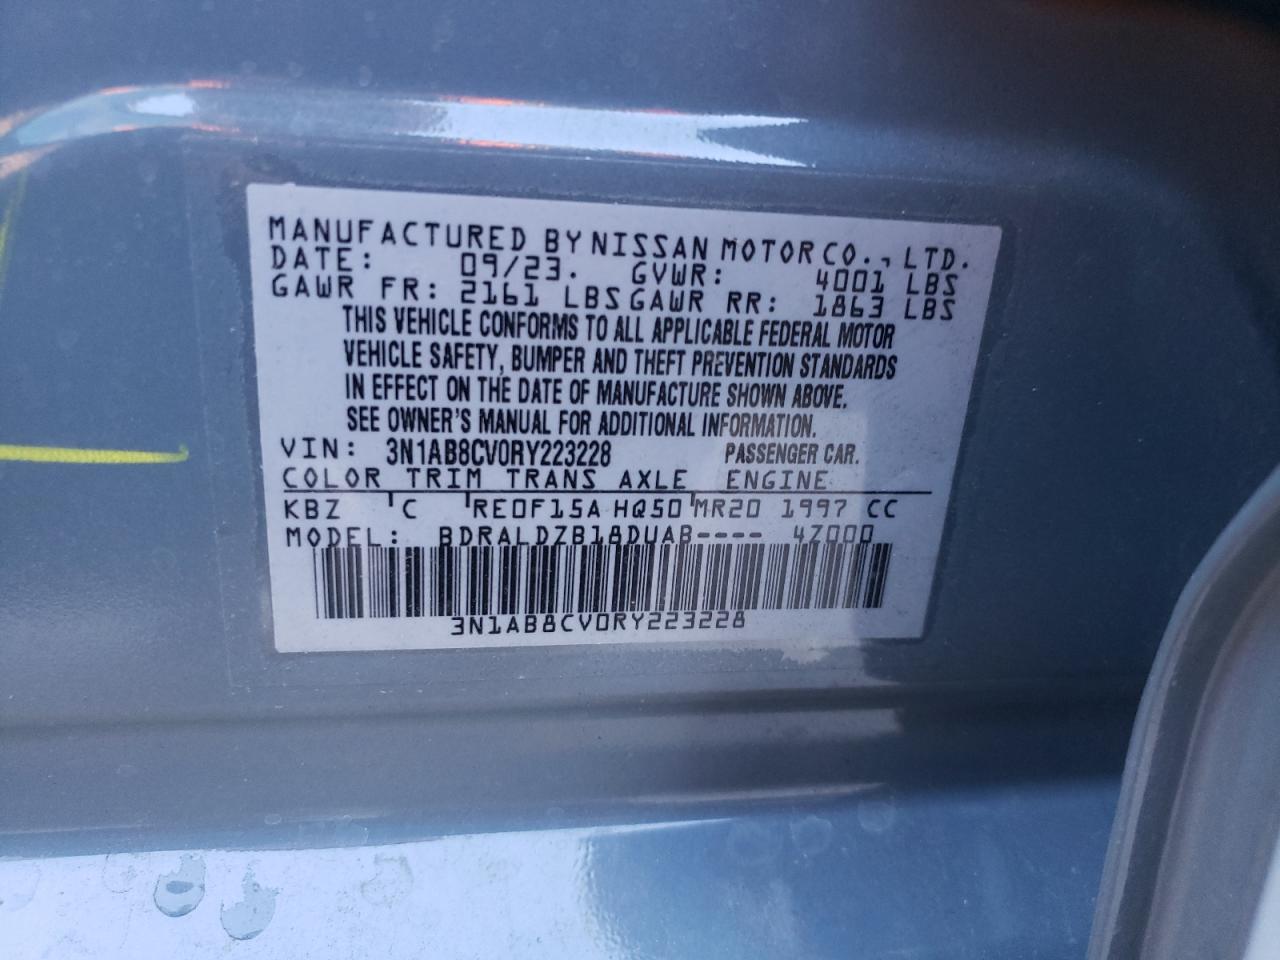 MANUFACTURED BY NISSAN MOTOR CO., LTD.
DATE: 09/23. GVWR: 4001 LBS
GAWR FR: 2161 LBS GAWR RR: 1863 LBS
THIS VEHICLE CONFORMS TO ALL APPLICABLE FEDERAL MOTOR
VEHICLE SAFETY, BUMPER AND THEFT PREVENTION STANDARDS
IN EFFECT ON THE DATE OF MANUFACTURE SHOWN ABOVE.
SEE OWNER'S MANUAL FOR ADDITIONAL INFORMATION.
VIN: 3N1AB8CV0RY223228 PASSENGER CAR.
COLOR TRIM TRANS AXLE ENGINE
KBZ C RE0F15A HQ50 MR20 1997 CC
MODEL: BDRALDZB18DUAB---- 4Z000
3N1AB8CV0RY223228